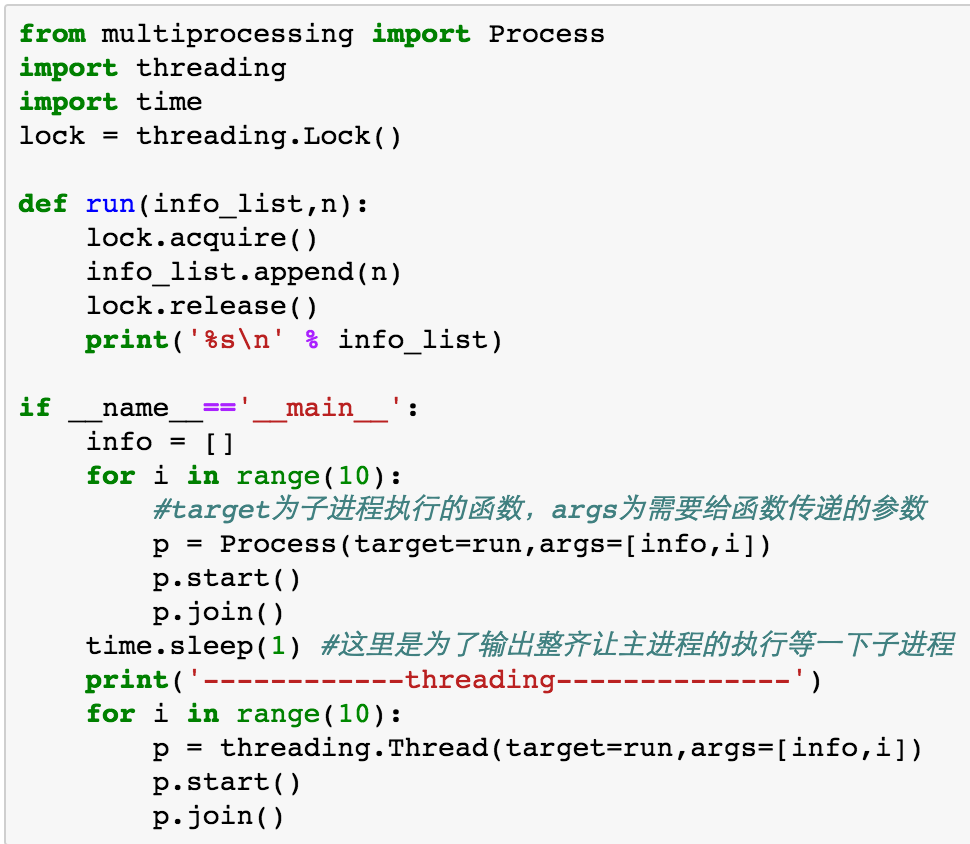 from multiprocessing import Process
import threading
import time
lock = threading.Lock()

def run(info_list,n):
    lock.acquire()
    info_list.append(n)
    lock.release()
    print('%s\n' % info_list)

if __name__=='__main__':
    info = []
    for i in range(10):
        #target为子进程执行的函数，args为需要给函数传递的参数
        p = Process(target=run,args=[info,i])
        p.start()
        p.join()
    time.sleep(1) #这里是为了输出整齐让主进程的执行等一下子进程
    print('------------threading--------------')
    for i in range(10):
        p = threading.Thread(target=run,args=[info,i])
        p.start()
        p.join()